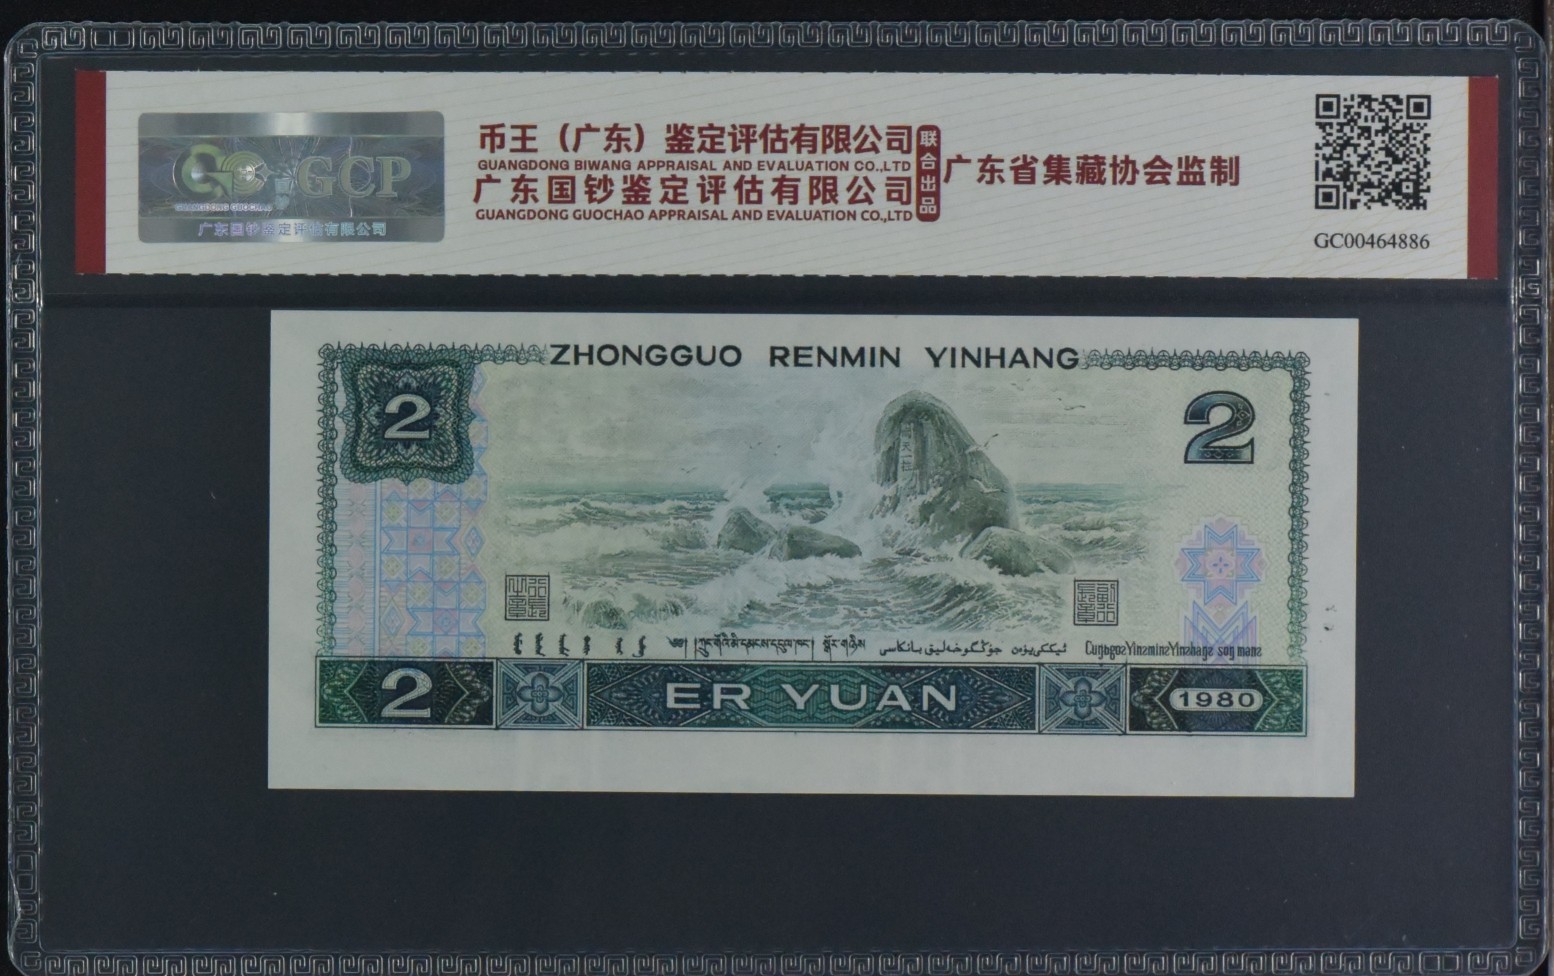 GCP
广东国钞鉴定评估有限公司
币王（广东）鉴定评估有限公司
GUANGDONG BIWANG APPRAISAL AND EVALUATION CO.,LTD
广东国钞鉴定评估有限公司
GUANGDONG GUOCHAO APPRAISAL AND EVALUATION CO.,LTD
联合出品
广东省集藏协会监制
GC00464886
ZHONGGUO RENMIN YINHANG
2
2
2
ER YUAN
1980